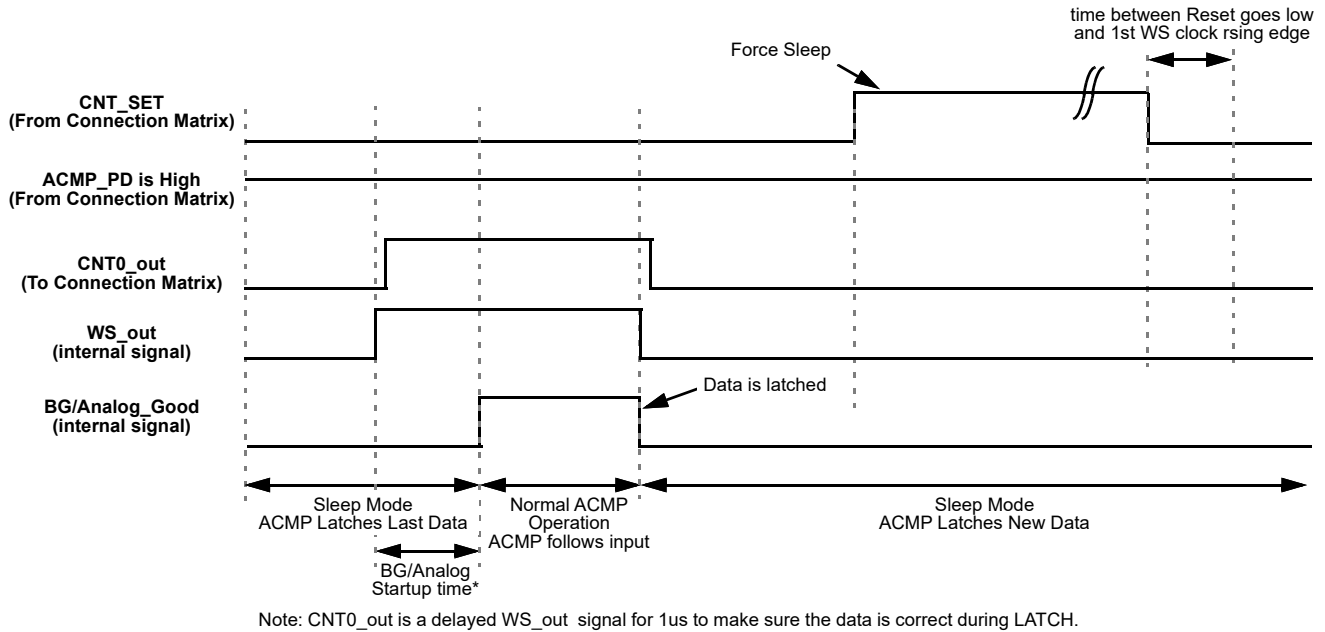 time between Reset goes low
and 1st WS clock rsing edge
Force Sleep
CNT_SET
(From Connection Matrix)
ACMP_PD is High
(From Connection Matrix)
CNT0_out
(To Connection Matrix)
WS_out
(internal signal)
Data is latched
BG/Analog_Good
(internal signal)
Sleep Mode
ACMP Latches Last Data
Normal ACMP
Operation
ACMP follows input
Sleep Mode
ACMP Latches New Data
BG/Analog
Startup time*
Note: CNT0_out is a delayed WS_out signal for 1us to make sure the data is correct during LATCH.